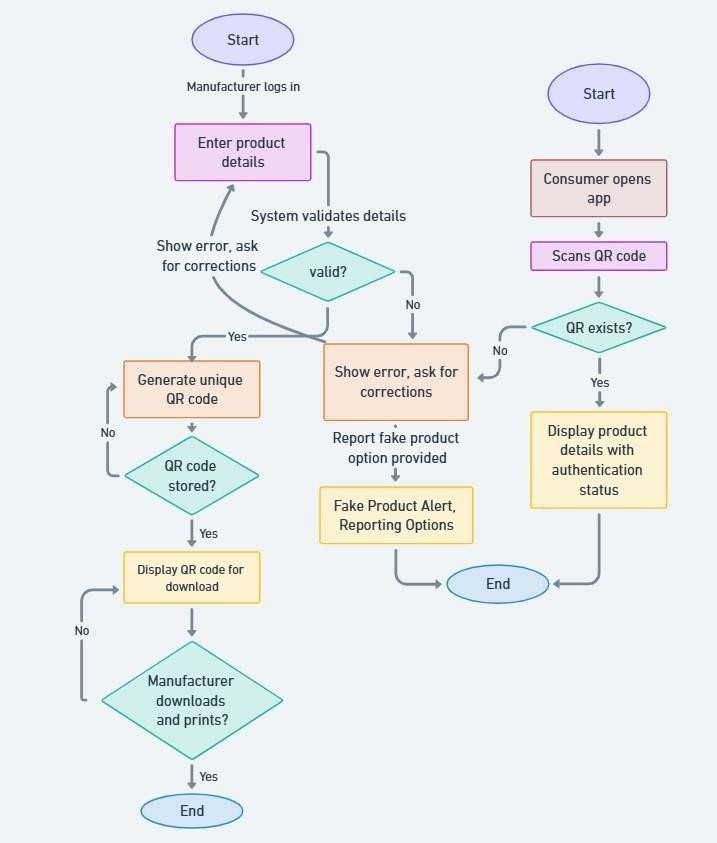 Start
Manufacturer logs in
Enter product
details
System validates details
Show error, ask
for corrections
valid?
No
Yes
Generate unique
QR code
No
QR code
stored?
Yes
Display QR code for
download
No
Manufacturer
downloads
and prints?
Yes
End
Show error, ask for
corrections
Report fake product
option provided
Fake Product Alert,
Reporting Options
Start
Consumer opens
app
Scans QR code
QR exists?
No
Yes
Display product
details with
authentication
status
End